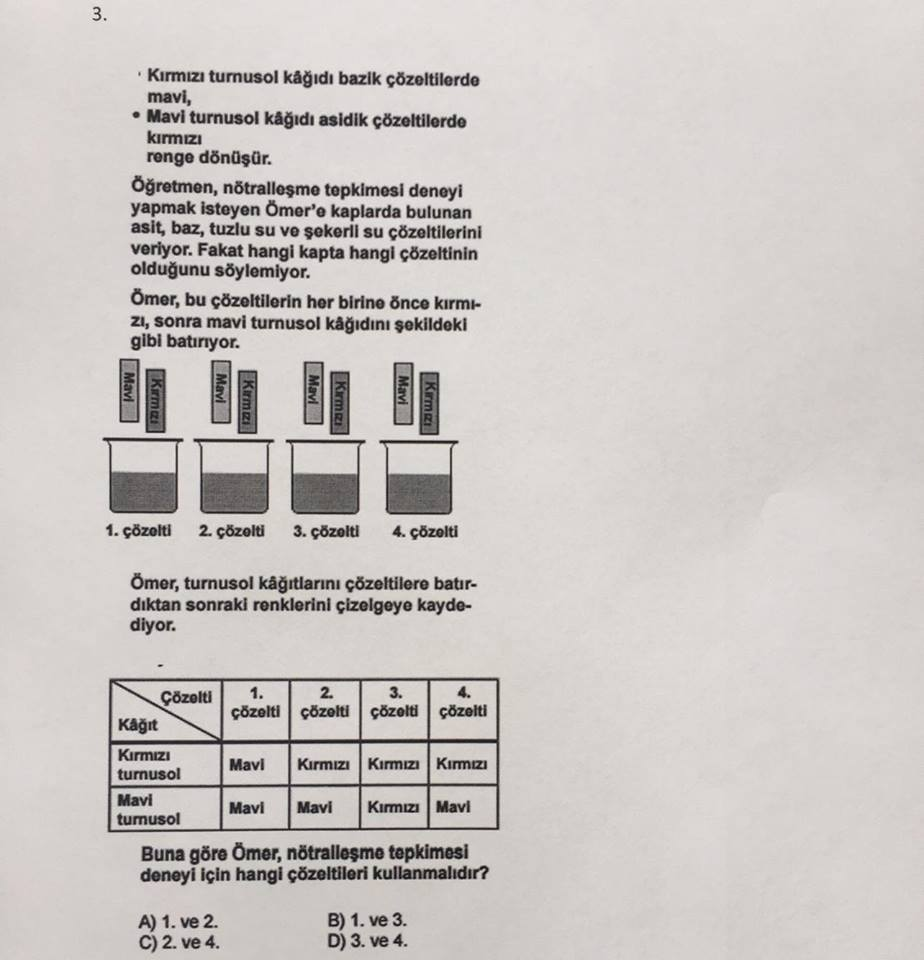 3.
Kırmızı turnusol kâğıdı bazik çözeltilerde
mavi,
• Mavi turnusol kâğıdı asidik çözeltilerde
kırmızı
renge dönüşür.
Öğretmen, nötralleşme tepkimesi deneyi
yapmak isteyen Ömer'e kaplarda bulunan
asit, baz, tuzlu su ve şekerli su çözeltilerini
veriyor. Fakat hangi kapta hangi çözeltinin
olduğunu söylemiyor.
Ömer, bu çözeltilerin her birine önce kırmı-
zı, sonra mavi turnusol kâğıdını şekildeki
gibi batırıyor.
Mavi Kırmızı Mavi Kırmızı Mavi Kırmızı Mavi Kırmızı
1. çözelti 2. çözelti 3. çözelti 4. çözelti
Ömer, turnusol kâğıtlarını çözeltilere batır-
dıktan sonraki renklerini çizelgeye kayde-
diyor.
Çözelti 1. 2. 3. 4.
çözelti çözelti çözelti çözelti
Kâğıt
Kırmızı
turnusol Mavi Kırmızı Kırmızı Kırmızı
Mavi
turnusol Mavi Mavi Kırmızı Mavi
Buna göre Ömer, nötralleşme tepkimesi
deneyi için hangi çözeltileri kullanmalıdır?
A) 1. ve 2. B) 1. ve 3.
C) 2. ve 4. D) 3. ve 4.